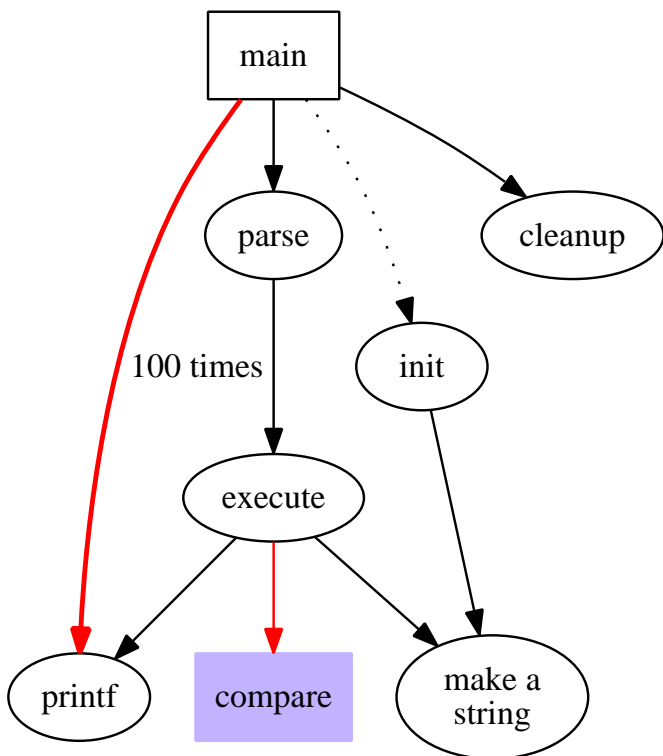 main
parse
cleanup
100 times
init
execute
printf
compare
make a
string